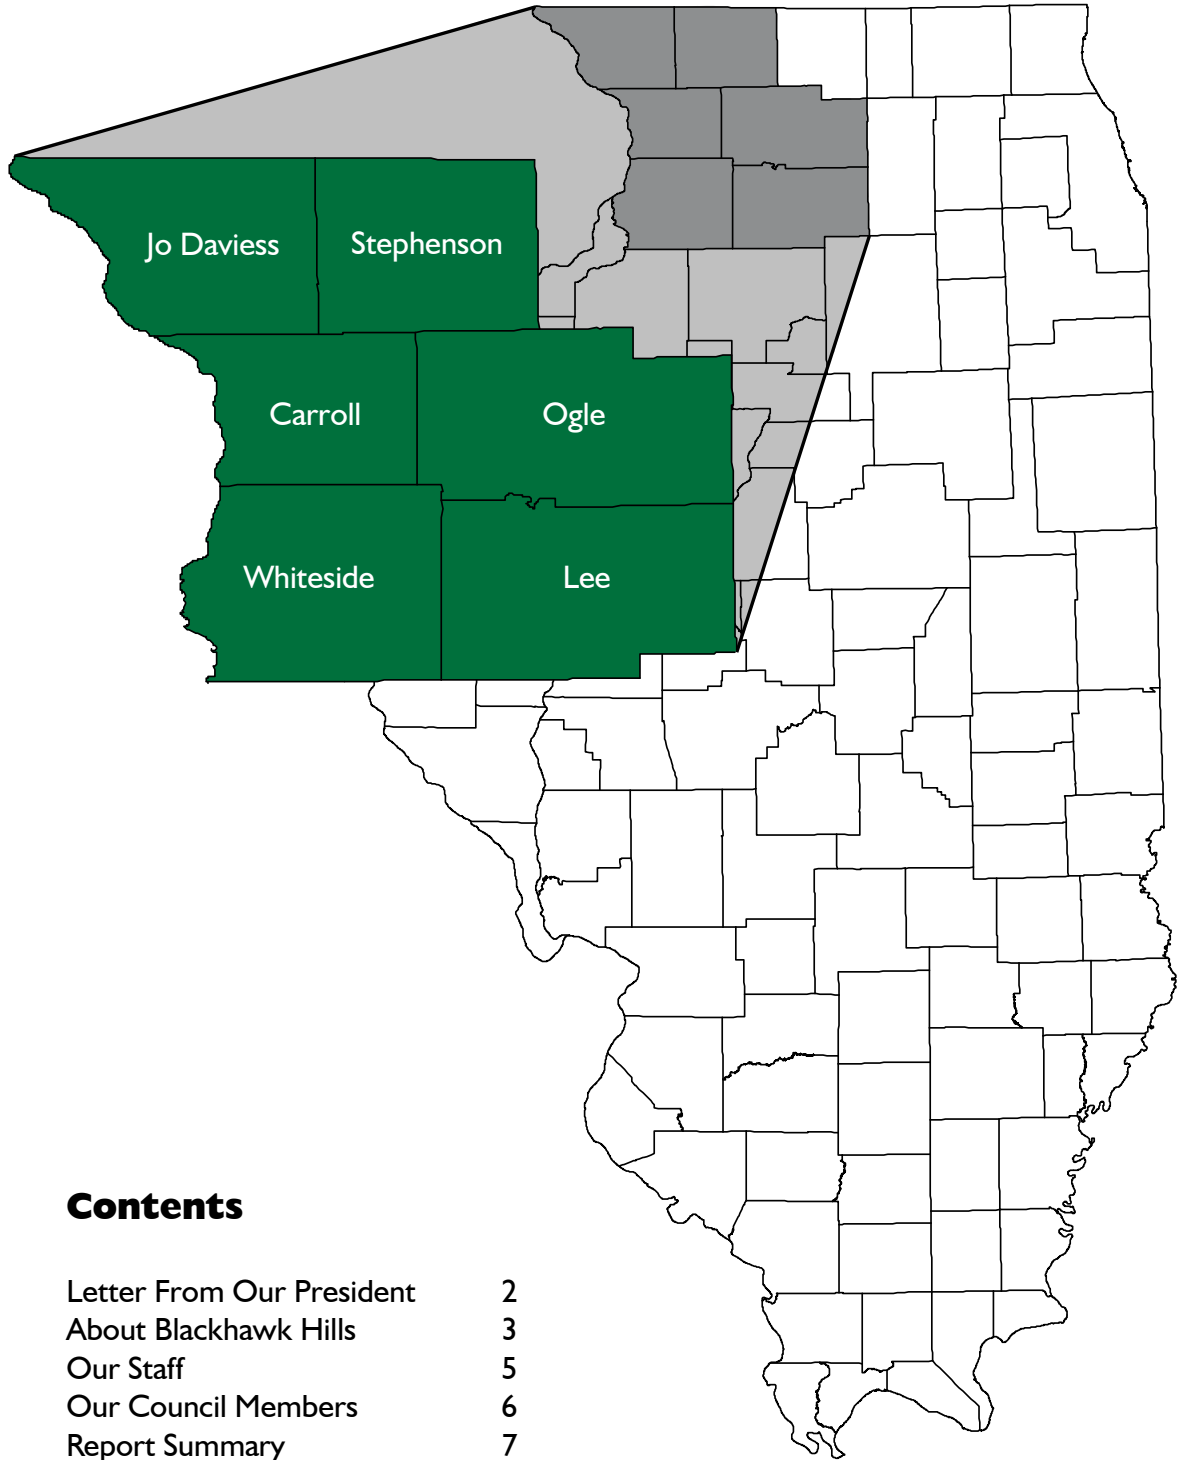 Jo Daviess
Stephenson
Carroll
Ogle
Whiteside
Lee
Contents
Letter From Our President 2
About Blackhawk Hills 3
Our Staff 5
Our Council Members 6
Report Summary 7